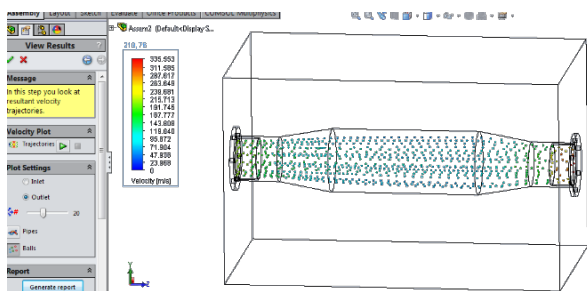 Assembly Layout Sketch Evaluate Office Products COMSOL Multiphysics
View Results
?
Message
In this step you look at
resultant velocity
trajectories.
Velocity Plot
Trajectories
Plot Settings
Inlet
Outlet
20
Pipes
Balls
Report
Generate report
Assem2 (Default<Display S...
218,76
335.553
311.585
287.617
263.649
239.681
215.713
191.745
167.777
143.808
119.840
95.872
71.904
47.936
23.968
0
Velocity [m/s]
Y
Z